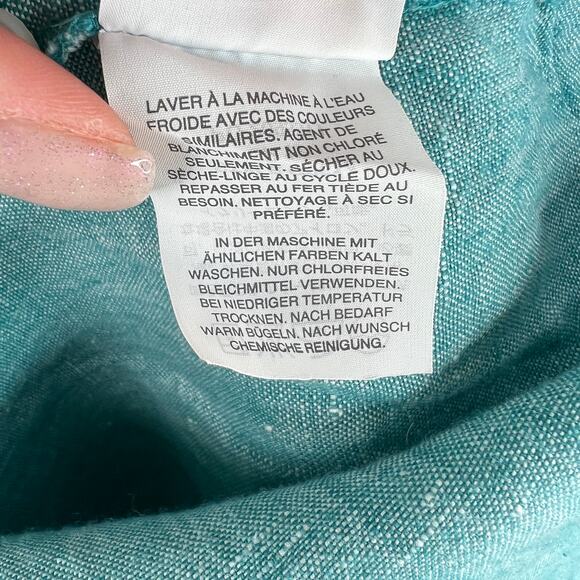 LAVER À LA MACHINE À L'EAU
FROIDE AVEC DES COULEURS
SIMILAIRES. AGENT DE
BLANCHIMENT NON CHLORÉ
SEULEMENT. SÉCHER AU
SÈCHE-LINGE AU CYCLE DOUX.
REPASSER AU FER TIÈDE AU
BESOIN. NETTOYAGE À SEC SI
PRÉFÉRÉ.
IN DER MASCHINE MIT
ÄHNLICHEN FARBEN KALT
WASCHEN. NUR CHLORFREIES
BLEICHMITTEL VERWENDEN.
BEI NIEDRIGER TEMPERATUR
TROCKNEN. NACH BEDARF
WARM BÜGELN. NACH WUNSCH
CHEMISCHE REINIGUNG.